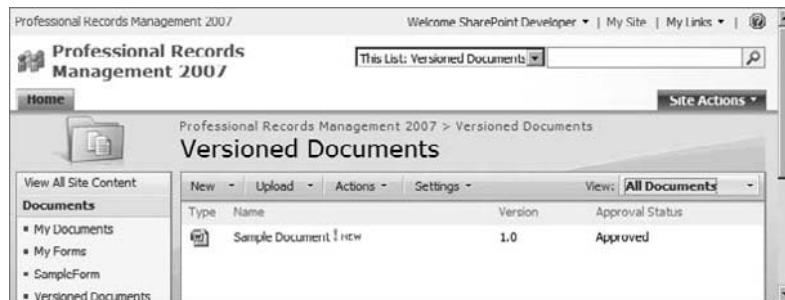 Professional Records Management 2007
Welcome SharePoint Developer | My Site | My Links |
Professional Records
Management 2007
This List: Versioned Documents
Home
Site Actions
Professional Records Management 2007 > Versioned Documents
Versioned Documents
View All Site Content
New Upload Actions Settings View: All Documents
Documents
Type Name Version Approval Status
My Documents
Sample Document ! NEW 1.0 Approved
My Forms
SampleForm
Versioned Documents